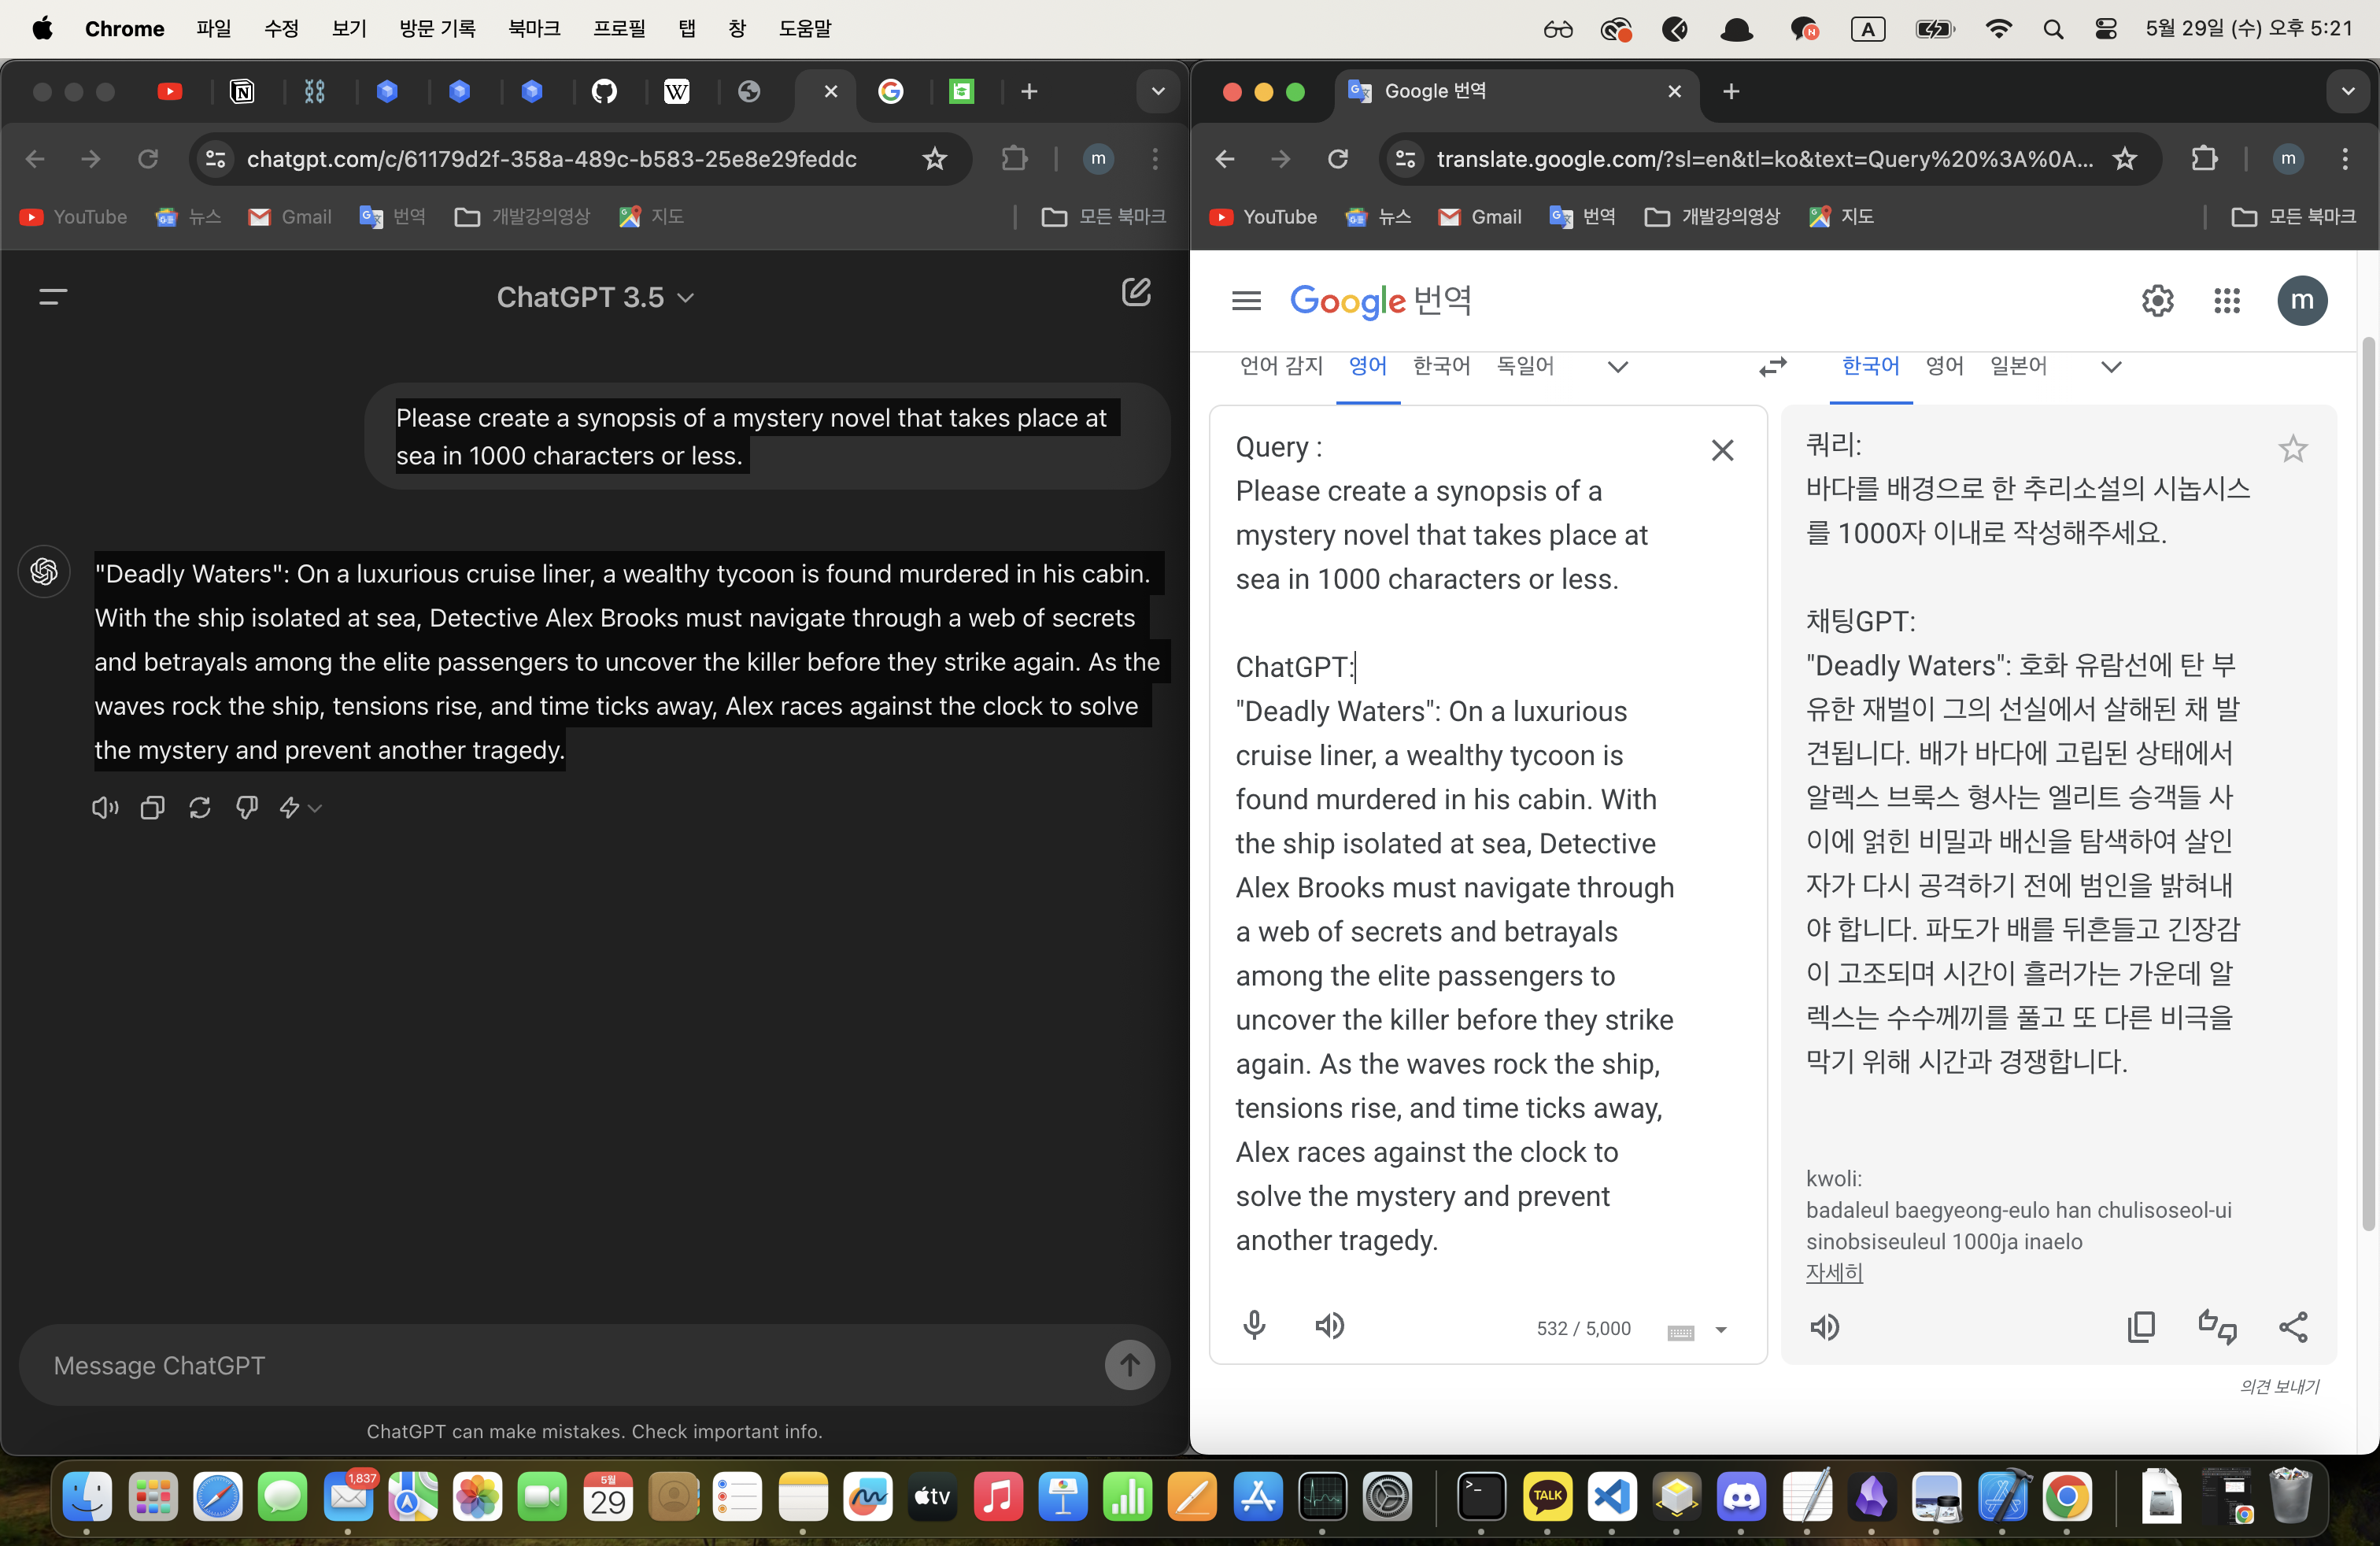 Chrome 파일 수정 보기 방문 기록 북마크 프로필 탭 창 도움말
A
5월 29일 (수) 오후 5:21
chatgpt.com/c/61179d2f-358a-489c-b583-25e8e29feddc
m
YouTube 뉴스 Gmail 번역 개발강의영상 지도 모든 북마크
ChatGPT 3.5
Please create a synopsis of a mystery novel that takes place at
sea in 1000 characters or less.
"Deadly Waters": On a luxurious cruise liner, a wealthy tycoon is found murdered in his cabin.
With the ship isolated at sea, Detective Alex Brooks must navigate through a web of secrets
and betrayals among the elite passengers to uncover the killer before they strike again. As the
waves rock the ship, tensions rise, and time ticks away, Alex races against the clock to solve
the mystery and prevent another tragedy.
Message ChatGPT
ChatGPT can make mistakes. Check important info.
Google 번역
translate.google.com/?sl=en&tl=ko&text=Query%20%3A%0A...
m
YouTube 뉴스 Gmail 번역 개발강의영상 지도 모든 북마크
Google 번역
m
언어 감지 영어 한국어 독일어
한국어 영어 일본어
Query :
Please create a synopsis of a
mystery novel that takes place at
sea in 1000 characters or less.
ChatGPT:
"Deadly Waters": On a luxurious
cruise liner, a wealthy tycoon is
found murdered in his cabin. With
the ship isolated at sea, Detective
Alex Brooks must navigate through
a web of secrets and betrayals
among the elite passengers to
uncover the killer before they strike
again. As the waves rock the ship,
tensions rise, and time ticks away,
Alex races against the clock to
solve the mystery and prevent
another tragedy.
532 / 5,000
쿼리:
바다를 배경으로 한 추리소설의 시놉시스
를 1000자 이내로 작성해주세요.
채팅GPT:
"Deadly Waters": 호화 유람선에 탄 부
유한 재벌이 그의 선실에서 살해된 채 발
견됩니다. 배가 바다에 고립된 상태에서
알렉스 브룩스 형사는 엘리트 승객들 사
이에 얽힌 비밀과 배신을 탐색하여 살인
자가 다시 공격하기 전에 범인을 밝혀내
야 합니다. 파도가 배를 뒤흔들고 긴장감
이 고조되며 시간이 흘러가는 가운데 알
렉스는 수수께끼를 풀고 또 다른 비극을
막기 위해 시간과 경쟁합니다.
kwoli:
badaleul baegyeong-eulo han chulisoseol-ui
sinobsiseuleul 1000ja inaelo
자세히
의견 보내기
1,837
5월
29
tv
TALK